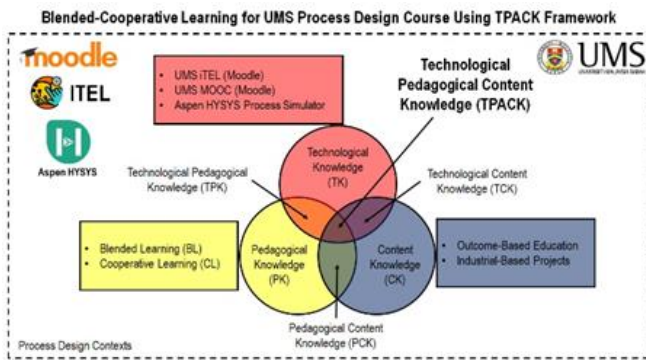 Blended-Cooperative Learning for UMS Process Design Course Using TPACK Framework
moodle
ITEL
Aspen HYSYS
• UMS iTEL (Moodle)
• UMS MOOC (Moodle)
• Aspen HYSYS Process Simulator
Technological
Pedagogical Content
Knowledge (TPACK)
UMS
UNIVERSITI MALAYSIA SABAH
Technological Pedagogical
Knowledge (TPK)
Technological
Knowledge
(TK)
Technological Content
Knowledge (TCK)
• Blended Learning (BL)
• Cooperative Learning (CL)
Pedagogical
Knowledge
(PK)
Content
Knowledge
(CK)
• Outcome-Based Education
• Industrial-Based Projects
Pedagogical Content
Knowledge (PCK)
Process Design Contexts